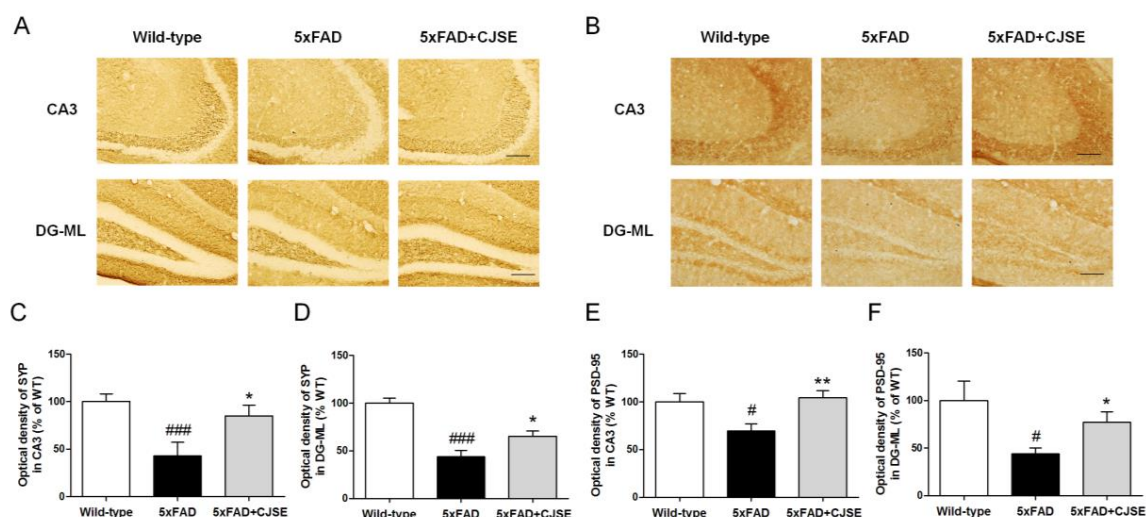 A
Wild-type 5xFAD 5xFAD+CJSE
CA3
DG-ML
B
Wild-type 5xFAD 5xFAD+CJSE
CA3
DG-ML
C
Optical density of SYP
in CA3 (% of WT)
150
100
50
0
###
*
Wild-type 5xFAD 5xFAD+CJSE
D
Optical density of SYP
in DG-ML (% WT)
150
100
50
0
###
*
Wild-type 5xFAD 5xFAD+CJSE
E
Optical density of PSD-95
in CA3 (% WT)
150
100
50
0
#
**
Wild-type 5xFAD 5xFAD+CJSE
F
Optical density of PSD-95
in DG-ML (% of WT)
150
100
50
0
#
*
Wild-type 5xFAD 5xFAD+CJSE